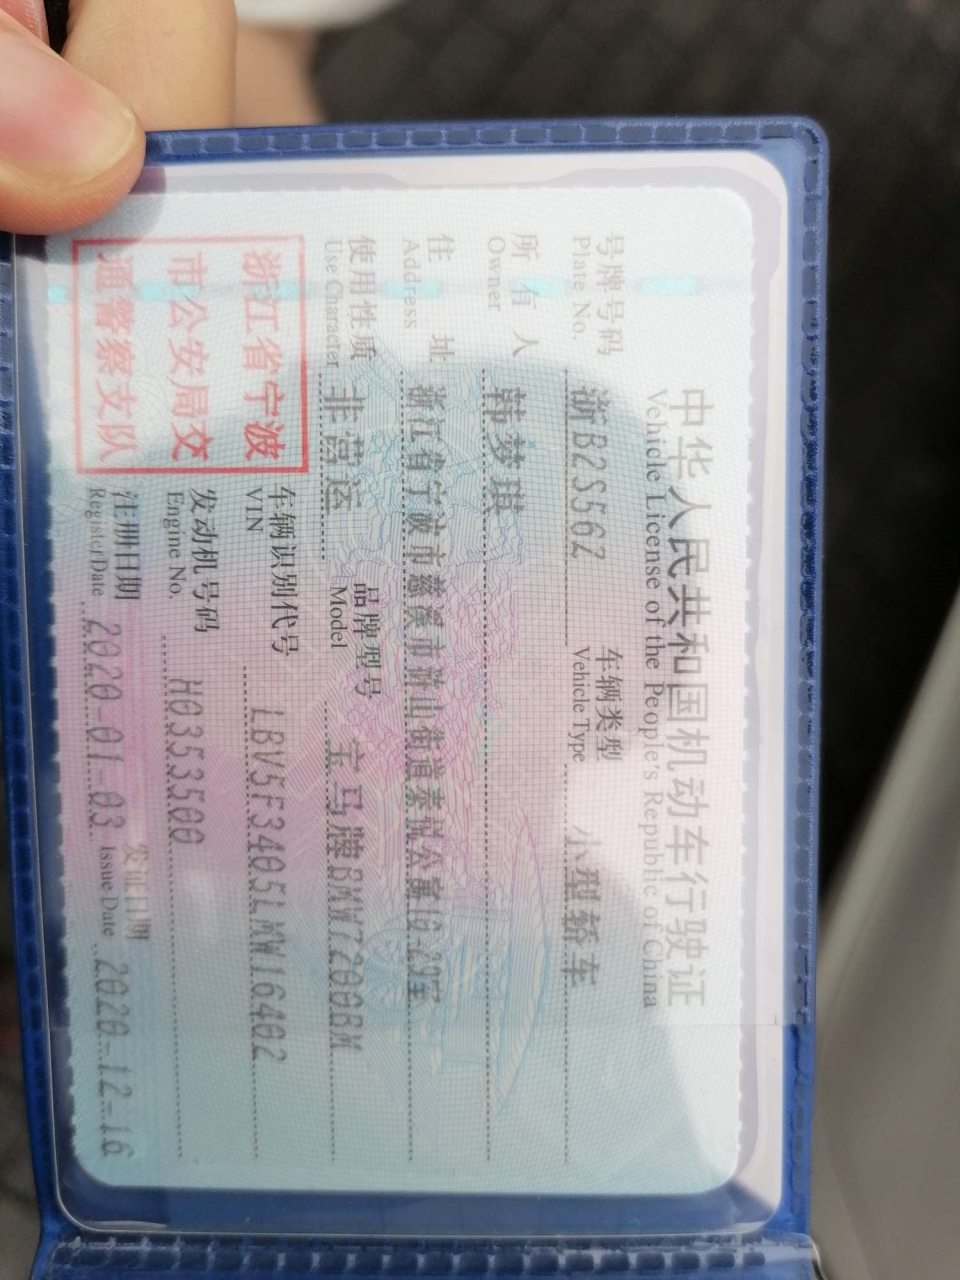 中华人民共和国机动车行驶证
Vehicle License of the People's Republic of China
号牌号码 浙B2S56Z 车辆类型 小型轿车
Plate No. Vehicle Type
所有人 韩梦琪
Owner
住址 浙江省宁波市慈溪市浒山街道泰悦公寓10-29室
Address
使用性质 非营运 品牌型号 宝马牌BMW7200BM
Use Character Model
浙江省宁波
市公安局交
通警察支队
车辆识别代号 LBV5F3405LMW16402
VIN
发动机号码 H0353500
Engine No.
注册日期 2020-01-03 发证日期 2020-12-16
Register Date Issue Date